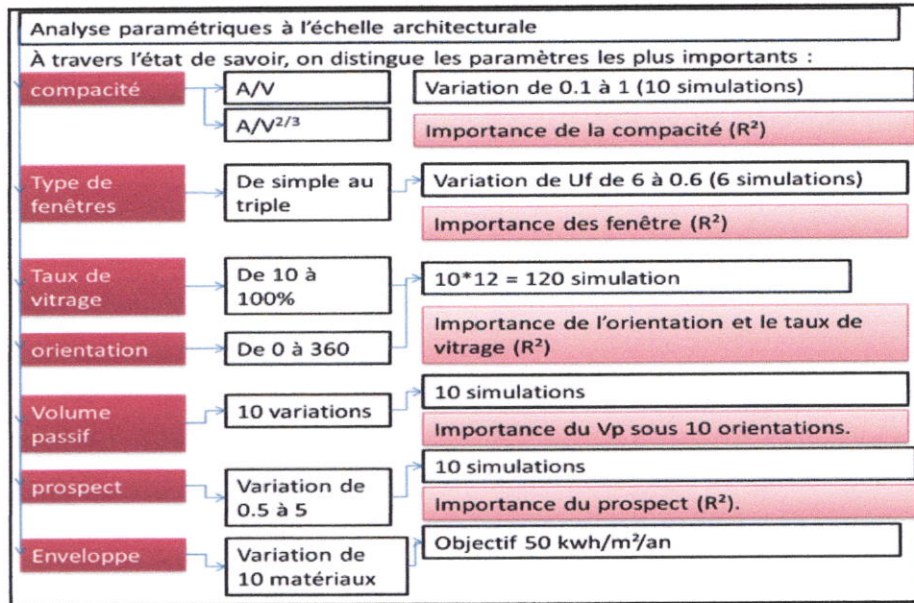 Analyse paramétriques à l'échelle architecturale
À travers l'état de savoir, on distingue les paramètres les plus importants :
compacité
A/V
Variation de 0.1 à 1 (10 simulations)
A/V²/³
Importance de la compacité (R²)
Type de
fenêtres
De simple au
triple
Variation de Uf de 6 à 0.6 (6 simulations)
Importance des fenêtre (R²)
Taux de
vitrage
De 10 à
100%
10*12 = 120 simulation
orientation
De 0 à 360
Importance de l'orientation et le taux de
vitrage (R²)
Volume
passif
10 variations
10 simulations
Importance du Vp sous 10 orientations.
prospect
Variation de
0.5 à 5
10 simulations
Importance du prospect (R²).
Enveloppe
Variation de
10 matériaux
Objectif 50 kwh/m²/an